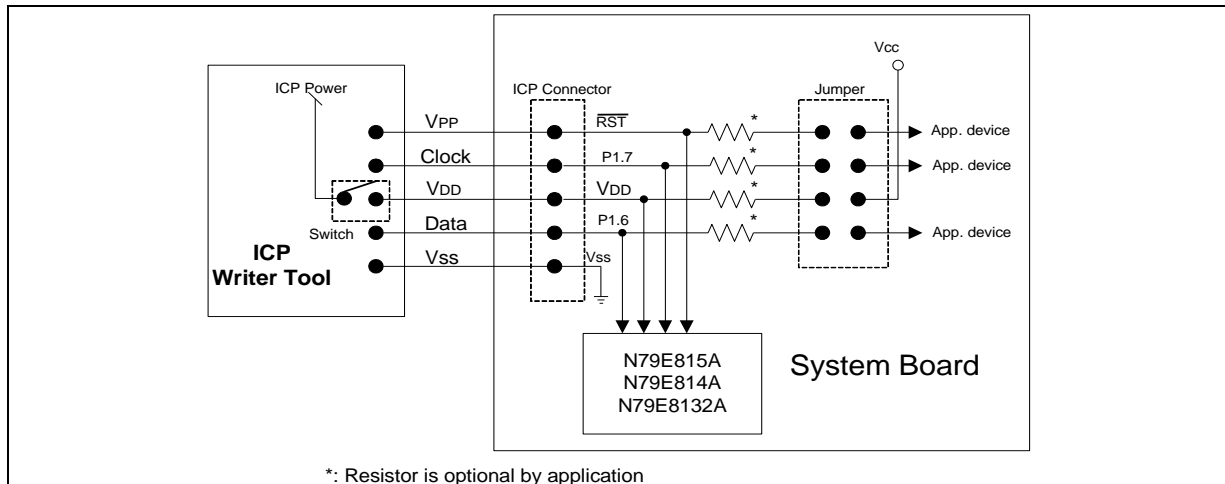 Vcc
ICP Power
ICP Connector
Jumper
VPP
RST
*
App. device
Clock
P1.7
*
App. device
VDD
VDD
*
Switch
Data
P1.6
*
App. device
ICP
Writer Tool
Vss
Vss
N79E815A
N79E814A
N79E8132A
System Board
*: Resistor is optional by application